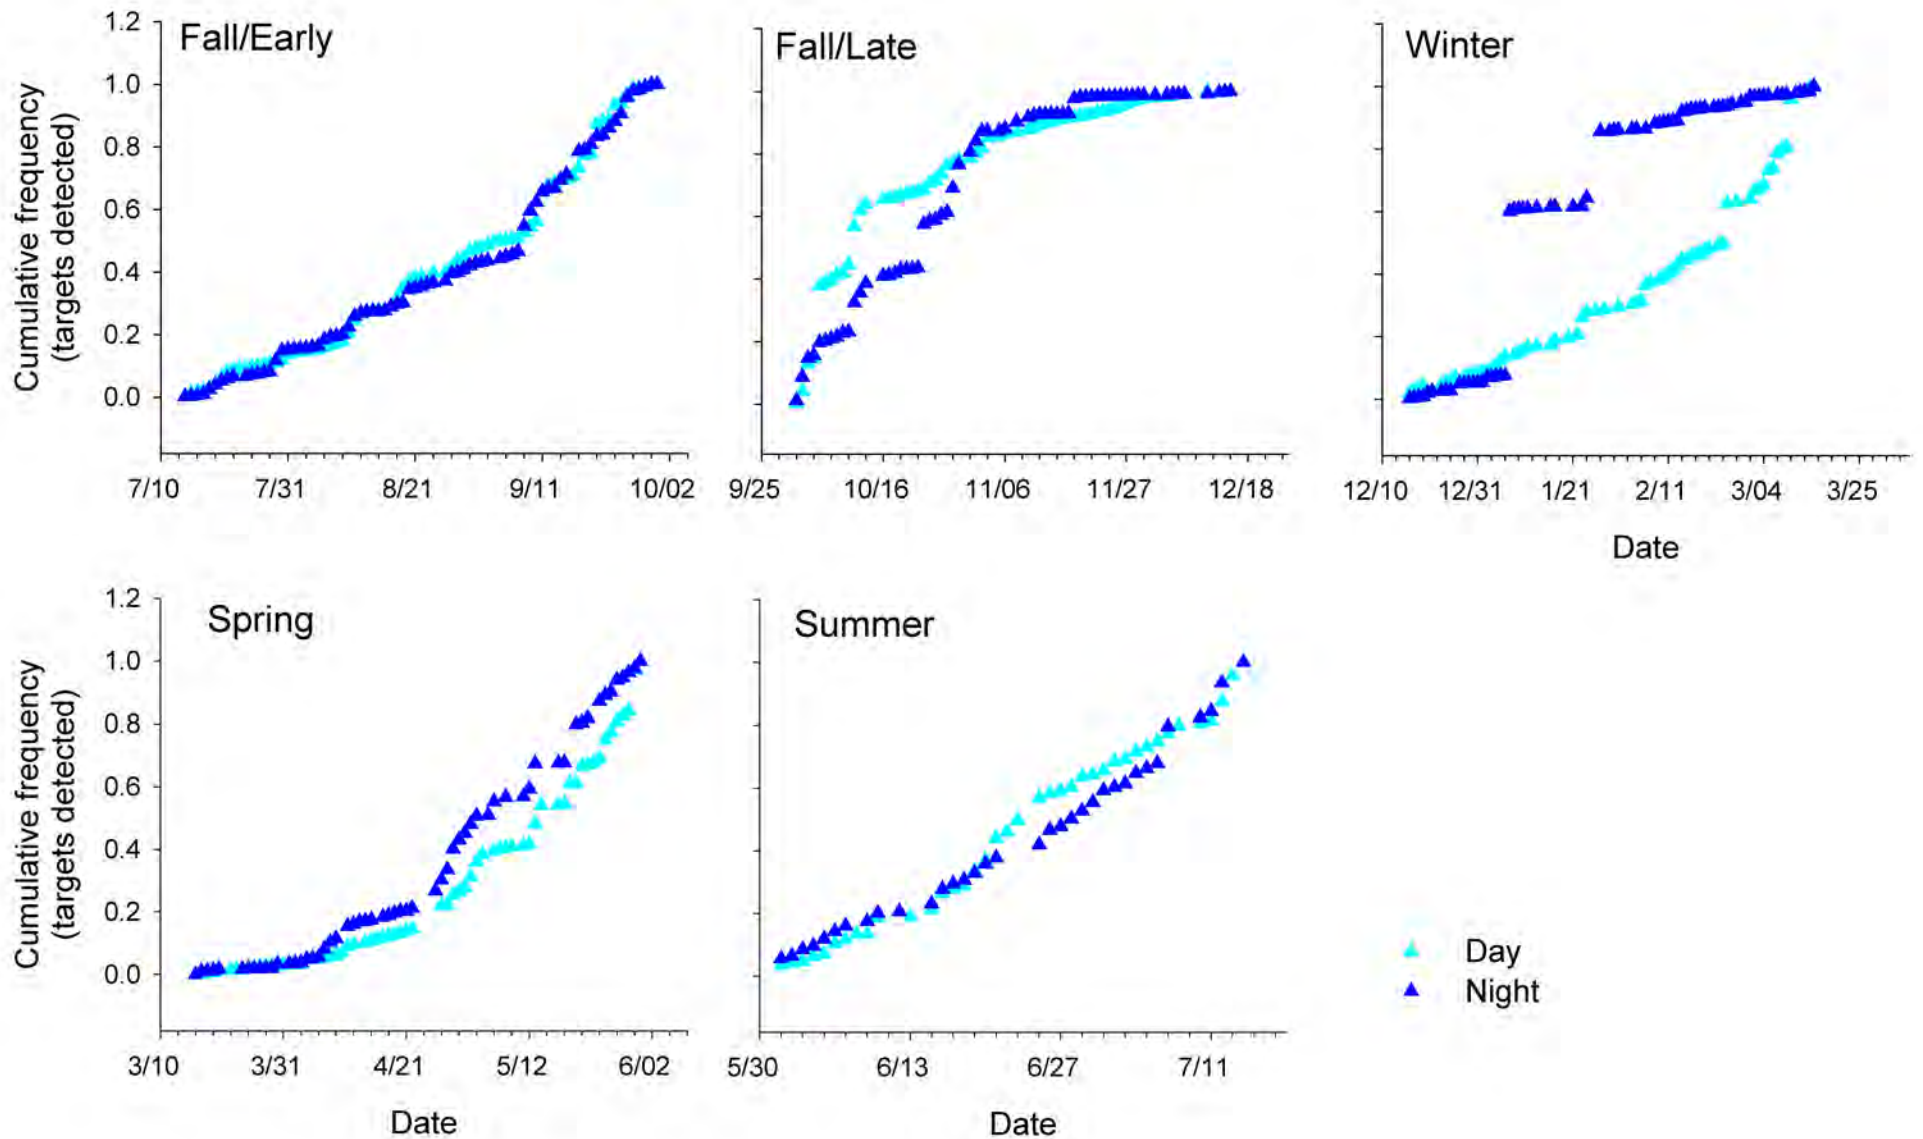 Fall/Early
Fall/Late
Winter
Cumulative frequency
(targets detected)
1.2
1.0
0.8
0.6
0.4
0.2
0.0
7/10 7/31 8/21 9/11 10/02
9/25 10/16 11/06 11/27 12/18
12/10 12/31 1/21 2/11 3/04 3/25
Date
Spring
Summer
Cumulative frequency
(targets detected)
1.2
1.0
0.8
0.6
0.4
0.2
0.0
3/10 3/31 4/21 5/12 6/02
5/30 6/13 6/27 7/11
Date
Date
Day
Night